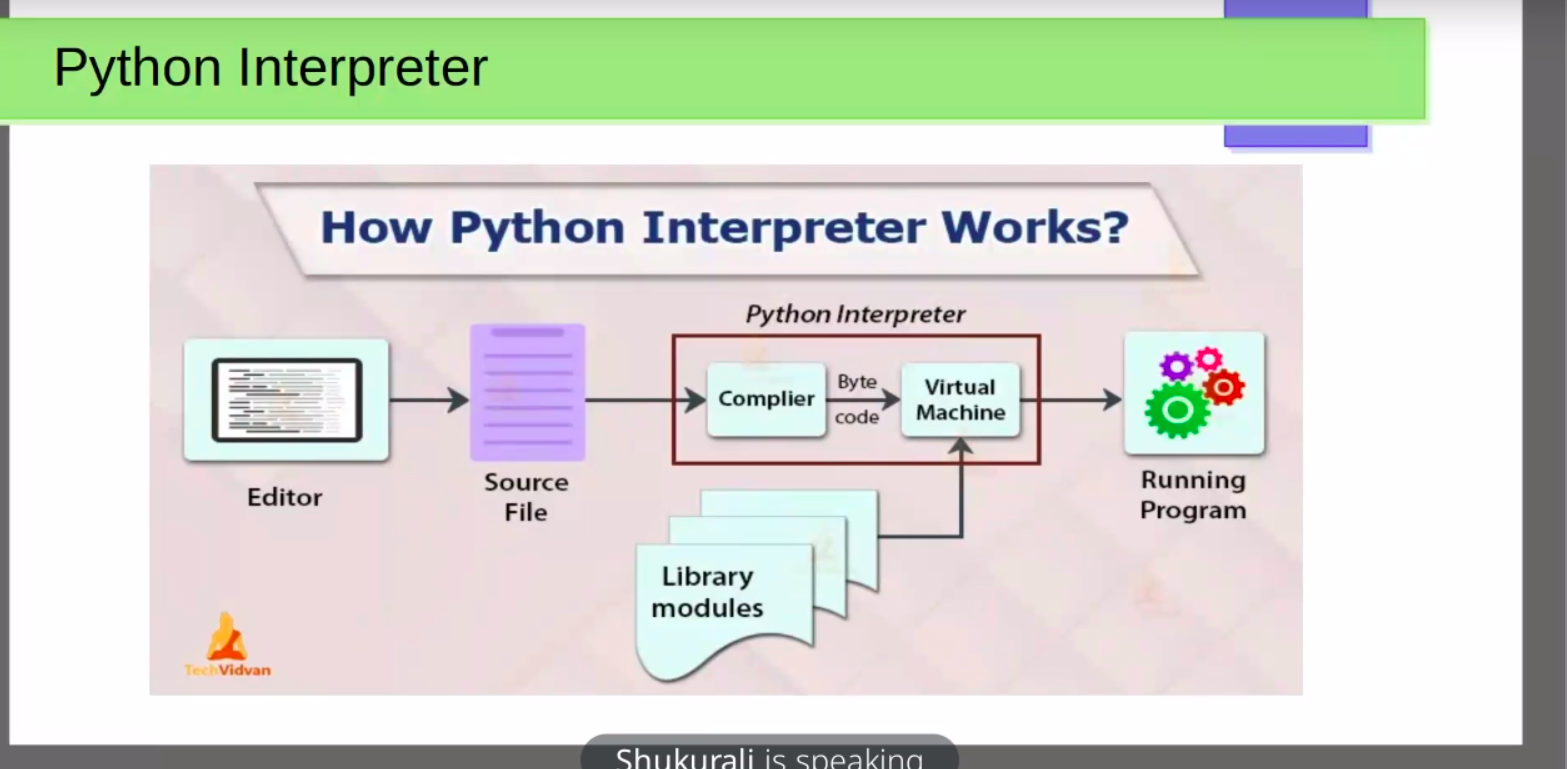 Python Interpreter
How Python Interpreter Works?
Python Interpreter
Editor
Source
File
Complier
Byte
code
Virtual
Machine
Running
Program
Library
modules
TechVidvan
Shukurali is speaking